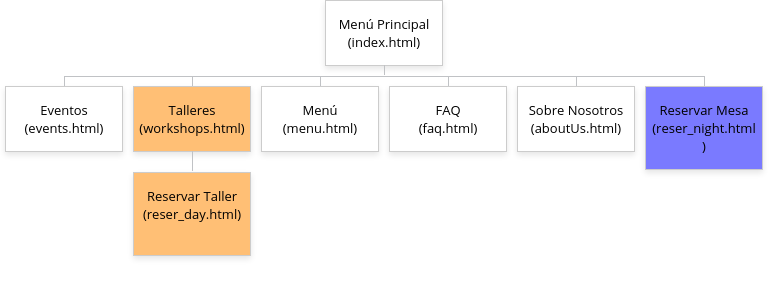 Menú Principal
(index.html)
Eventos
(events.html)
Talleres
(workshops.html)
Menú
(menu.html)
FAQ
(faq.html)
Sobre Nosotros
(aboutUs.html)
Reservar Mesa
(reser_night.html
)
Reservar Taller
(reser_day.html)